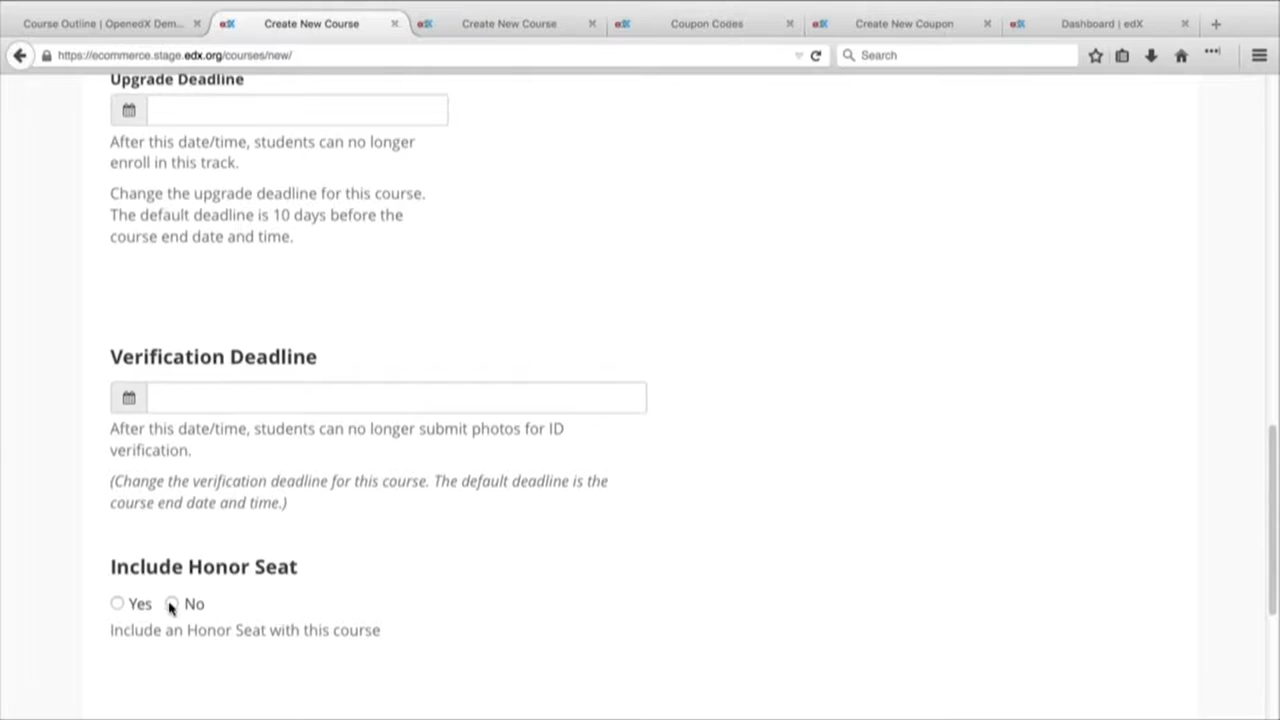 Course Outline | OpenedX Dem...
Create New Course
Create New Course
Coupon Codes
Create New Coupon
Dashboard | edX
https://ecommerce.stage.edx.org/courses/new/
Search
Upgrade Deadline
After this date/time, students can no longer
enroll in this track.
Change the upgrade deadline for this course.
The default deadline is 10 days before the
course end date and time.
Verification Deadline
After this date/time, students can no longer submit photos for ID
verification.
(Change the verification deadline for this course. The default deadline is the
course end date and time.)
Include Honor Seat
Yes No
Include an Honor Seat with this course